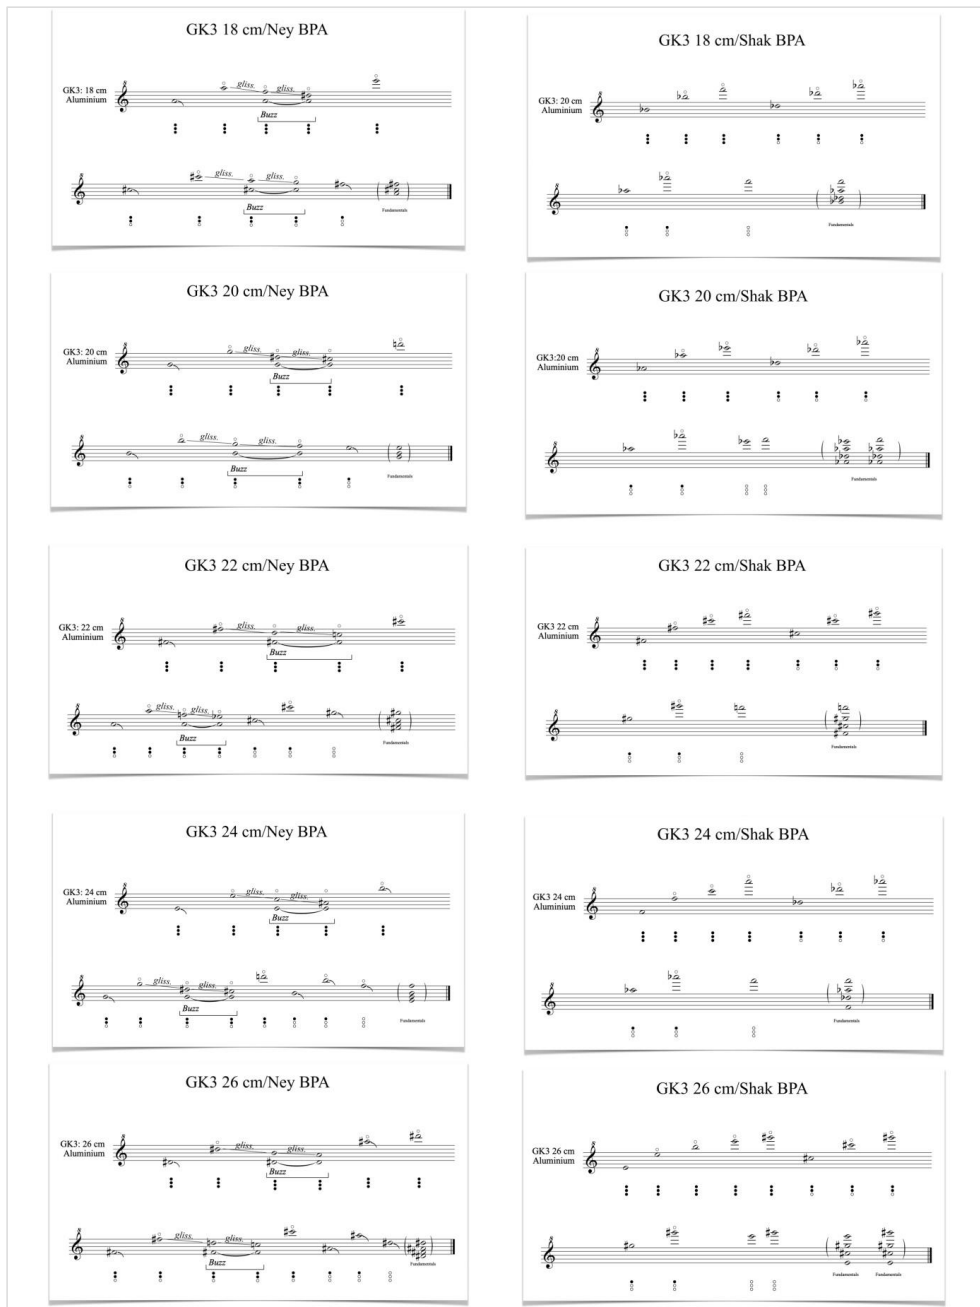 GK3 18 cm/Ney BPA
GK3: 18 cm
Aluminium
gliss.
gliss.
Buzz
gliss.
gliss.
Buzz
Fundamentals
GK3 18 cm/Shak BPA
GK3: 20 cm
Aluminium
Fundamentals
GK3 20 cm/Ney BPA
GK3: 20 cm
Aluminium
gliss.
gliss.
Buzz
gliss.
gliss.
Buzz
Fundamentals
GK3 20 cm/Shak BPA
GK3:20 cm
Aluminium
Fundamentals
GK3 22 cm/Ney BPA
GK3: 22 cm
Aluminium
gliss.
gliss.
Buzz
gliss.
gliss.
Buzz
Fundamentals
GK3 22 cm/Shak BPA
GK3 22 cm
Aluminium
Fundamentals
GK3 24 cm/Ney BPA
GK3: 24 cm
Aluminium
gliss.
gliss.
Buzz
gliss.
gliss.
Buzz
Fundamentals
GK3 24 cm/Shak BPA
GK3 24 cm
Aluminium
Fundamentals
GK3 26 cm/Ney BPA
GK3: 26 cm
Aluminium
gliss.
gliss.
Buzz
gliss.
gliss.
Buzz
Fundamentals
GK3 26 cm/Shak BPA
GK3 26 cm
Aluminium
Fundamentals
Fundamentals